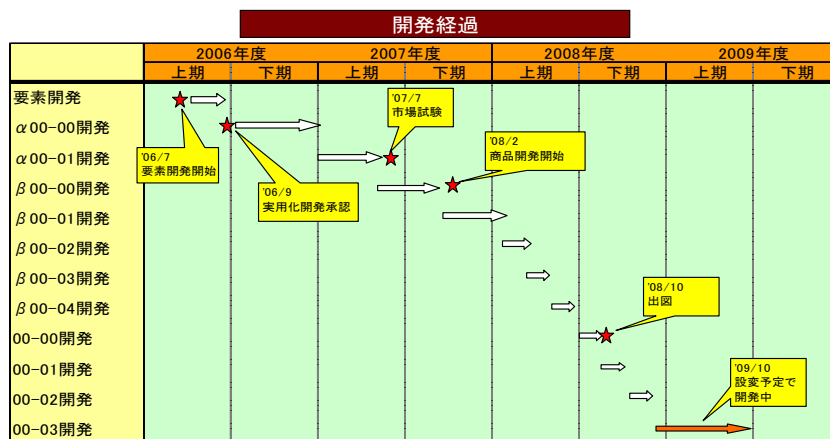 開発経過
2006年度 2007年度 2008年度 2009年度
上期 下期 上期 下期 上期 下期 上期 下期
要素開発
α00-00開発
α00-01開発
β00-00開発
β00-01開発
β00-02開発
β00-03開発
β00-04開発
00-00開発
00-01開発
00-02開発
00-03開発
'06/7
要素開発開始
'06/9
実用化開発承認
'07/7
市場試験
'08/2
商品開発開始
'08/10
出図
'09/10
設変予定で
開発中